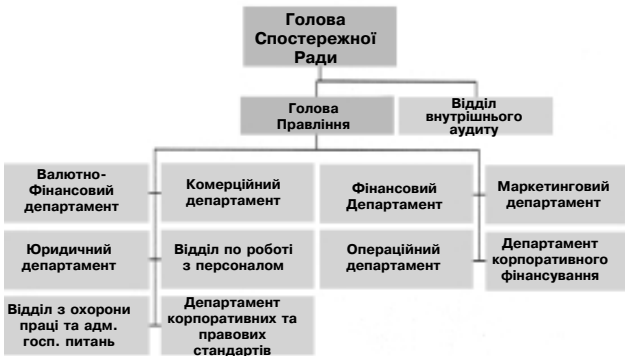 Голова
Спостережної
Ради
Голова
Правління
Відділ
внутрішнього
аудиту
Валютно-
Фінансовий
департамент
Комерційний
департамент
Фінансовий
Департамент
Маркетинговий
департамент
Юридичний
департамент
Відділ по роботі
з персоналом
Операційний
департамент
Департамент
корпоративного
фінансування
Відділ з охорони
праці та адм.
госп. питань
Департамент
корпоративних та
правових
стандартів